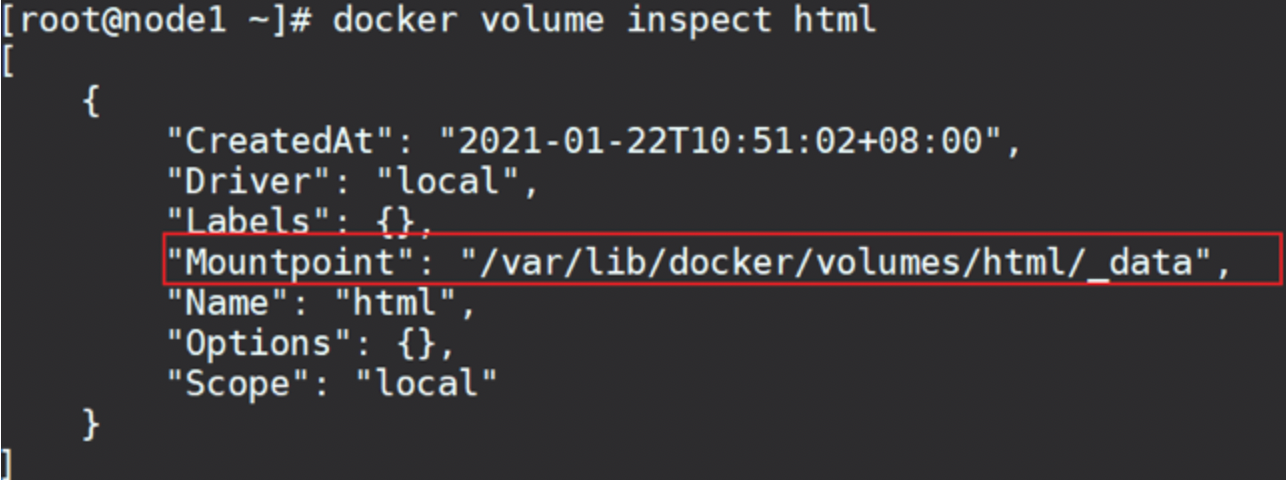 [root@node1 ~]# docker volume inspect html
[
    {
        "CreatedAt": "2021-01-22T10:51:02+08:00",
        "Driver": "local",
        "Labels": {},
        "Mountpoint": "/var/lib/docker/volumes/html/_data",
        "Name": "html",
        "Options": {},
        "Scope": "local"
    }
]